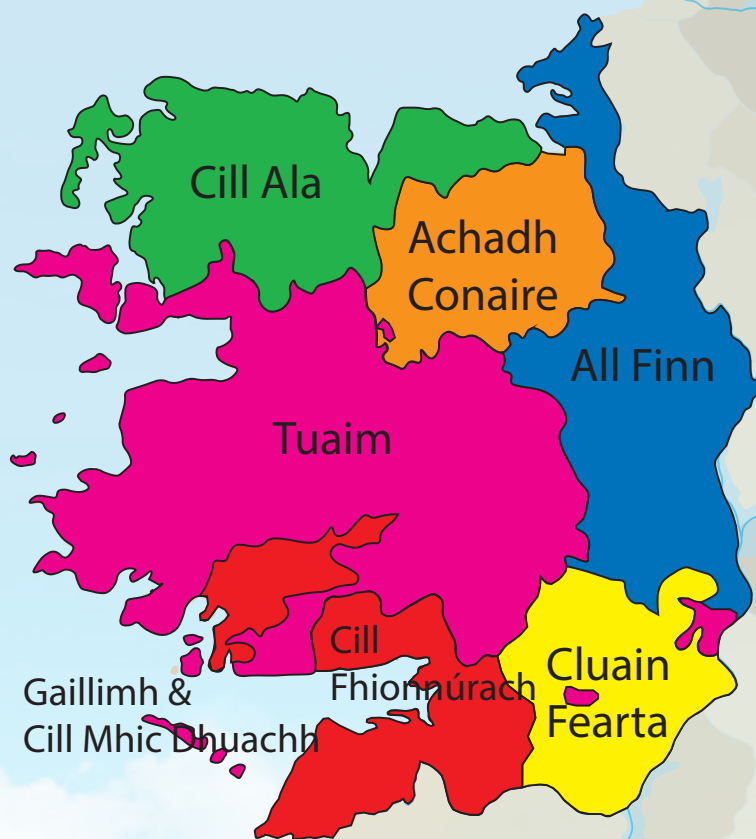 Cill Ala
Achadh
Conaire
All Finn
Tuaim
Cill
Fhionnúrach
Cluain
Fearta
Gaillimh &
Cill Mhic Dhuachh